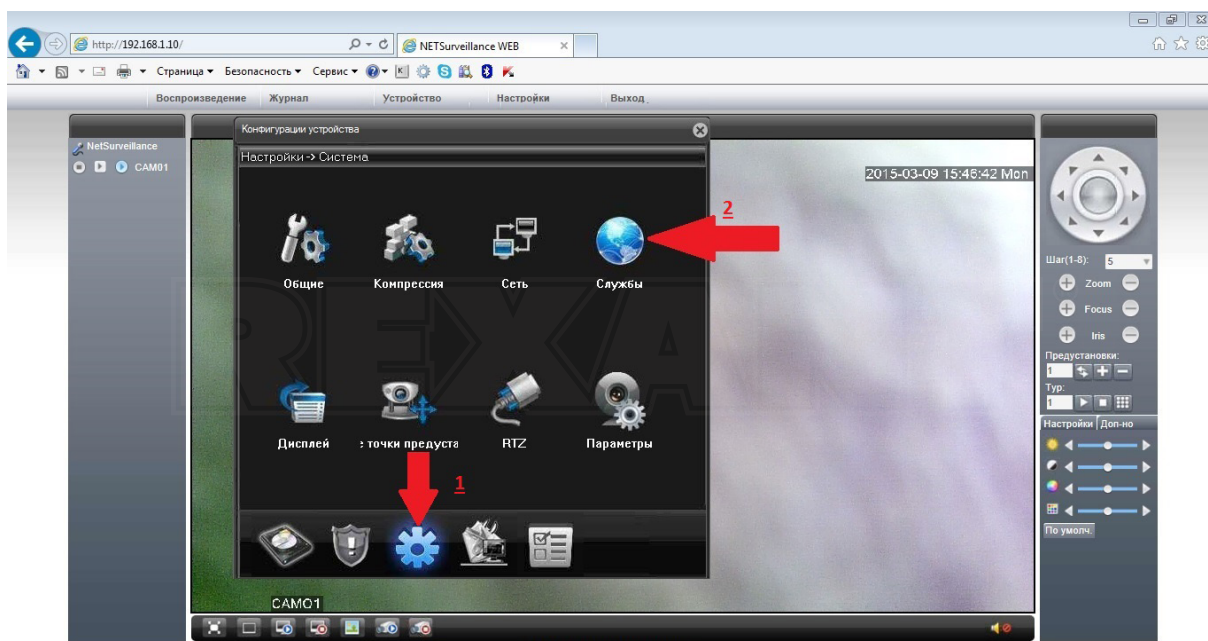 http://192.168.1.10/
NETSurveillance WEB
Страница Безопасность Сервис
Воспроизведение Журнал Устройство Настройки Выход
NetSurveillance
CAM01
Конфигурации устройства
Настройки -> Система
2015-03-09 15:46:42 Mon
2
Общие Компрессия Сеть Службы
Дисплей : точки предуста RTZ Параметры
1
CAMO1
Шаг(1-8): 5
Zoom
Focus
Iris
Предустановки:
1
Тур:
1
Настройки Доп-но
По умолч.
REXA